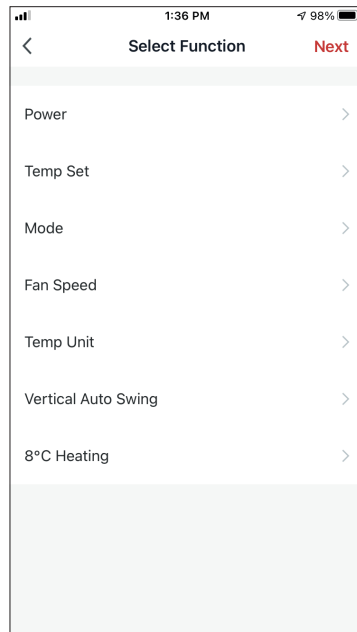 1:36 PM 98%
Select Function Next
Power
Temp Set
Mode
Fan Speed
Temp Unit
Vertical Auto Swing
8°C Heating